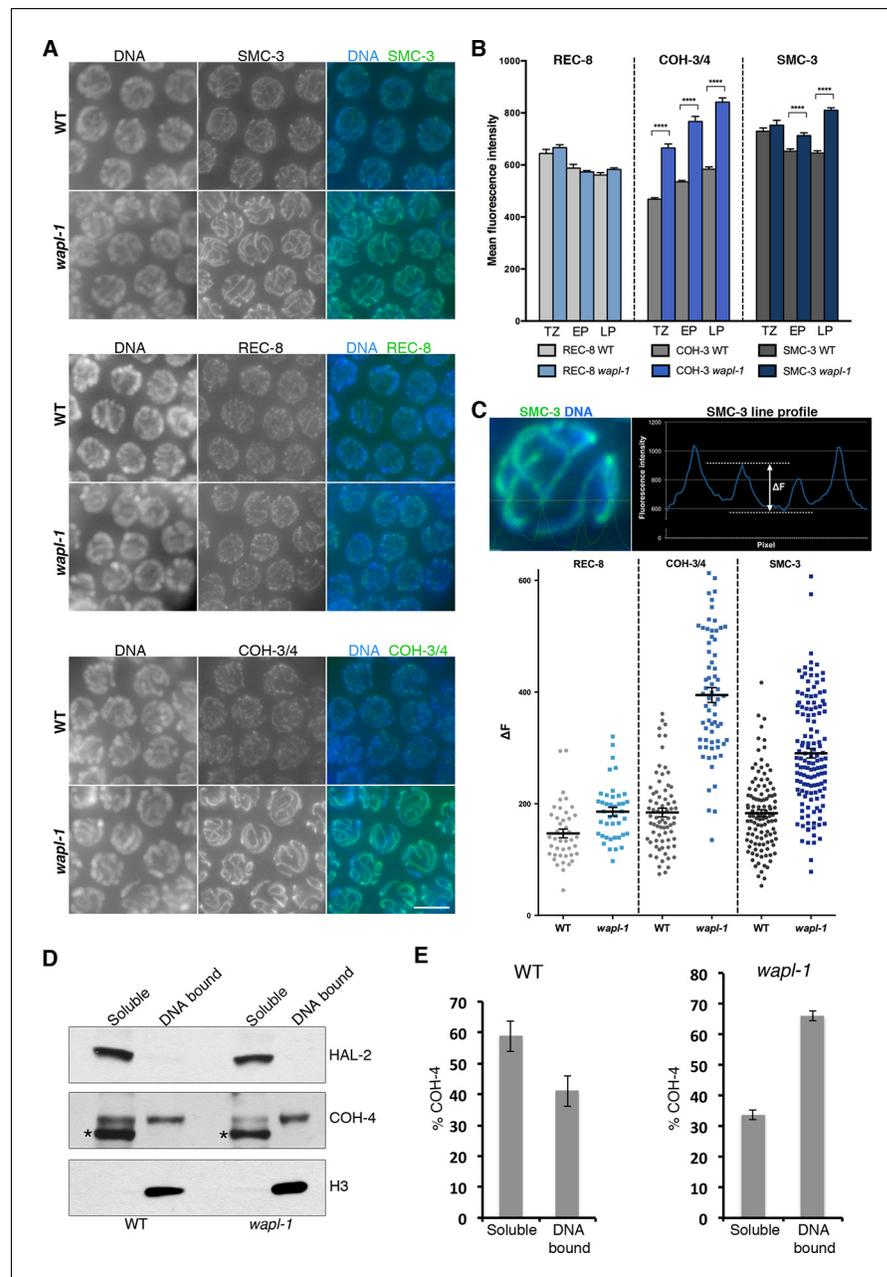 A
DNA SMC-3 DNA SMC-3
WT
wapl-1
DNA REC-8 DNA REC-8
WT
wapl-1
DNA COH-3/4 DNA COH-3/4
WT
wapl-1
B
REC-8 COH-3/4 SMC-3
Mean fluorescence intensity
1000
800
600
400
200
0
**** **** ****
**** ****
TZ EP LP TZ EP LP TZ EP LP
REC-8 WT COH-3 WT SMC-3 WT
REC-8 wapl-1 COH-3 wapl-1 SMC-3 wapl-1
C
SMC-3 DNA SMC-3 line profile
Fluorescence intensity
1200
1000
800
600
0
ΔF
Pixel
REC-8 COH-3/4 SMC-3
ΔF
600
400
200
0
WT wapl-1 WT wapl-1 WT wapl-1
D
Soluble DNA bound Soluble DNA bound
HAL-2
COH-4
* *
H3
WT wapl-1
E
WT
% COH-4
70
60
50
40
30
20
10
0
Soluble DNA
bound
wapl-1
% COH-4
80
70
60
50
40
30
20
10
0
Soluble DNA
bound